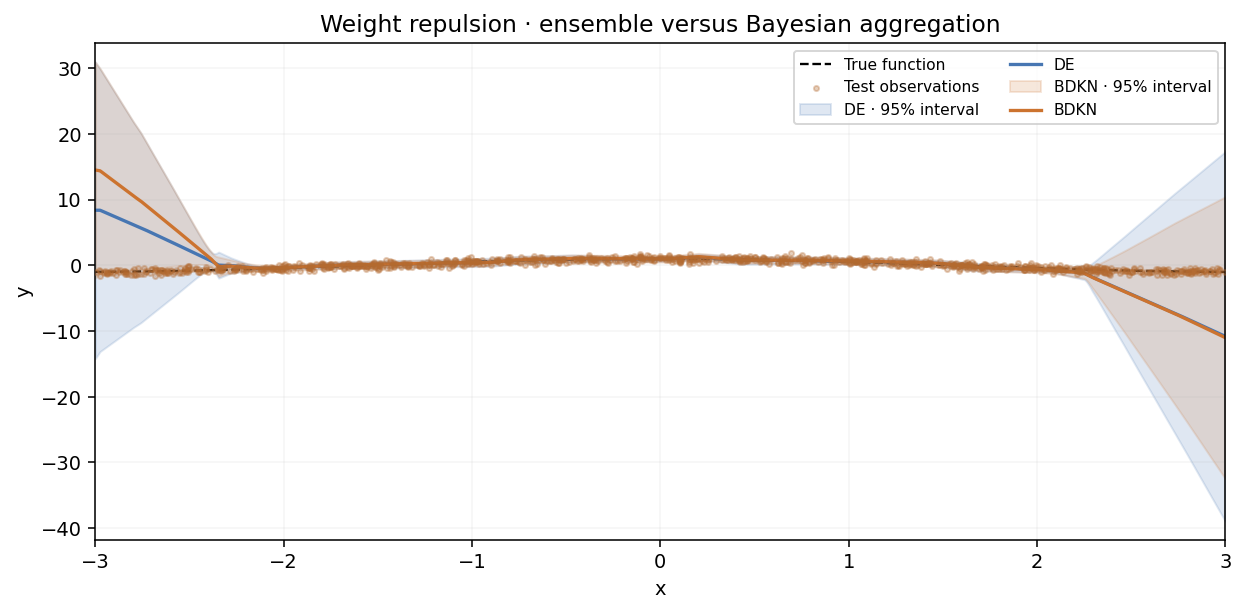 Weight repulsion · ensemble versus Bayesian aggregation
True function
Test observations
DE · 95% interval
DE
BDKN · 95% interval
BDKN
y
30
20
10
0
−10
−20
−30
−40
−3
−2
−1
0
1
2
3
x